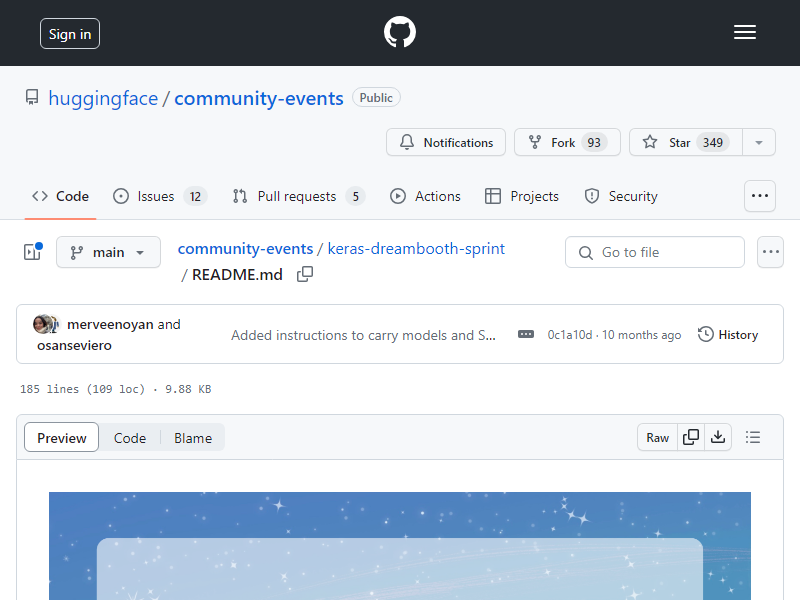 Sign in
huggingface / community-events Public
Notifications Fork 93 Star 349
Code Issues 12 Pull requests 5 Actions Projects Security
main community-events / keras-dreambooth-sprint Go to file
/ README.md
merveenoyan and
osanseviero
Added instructions to carry models and S... 0c1a10d · 10 months ago History
185 lines (109 loc) · 9.88 KB
Preview Code Blame Raw